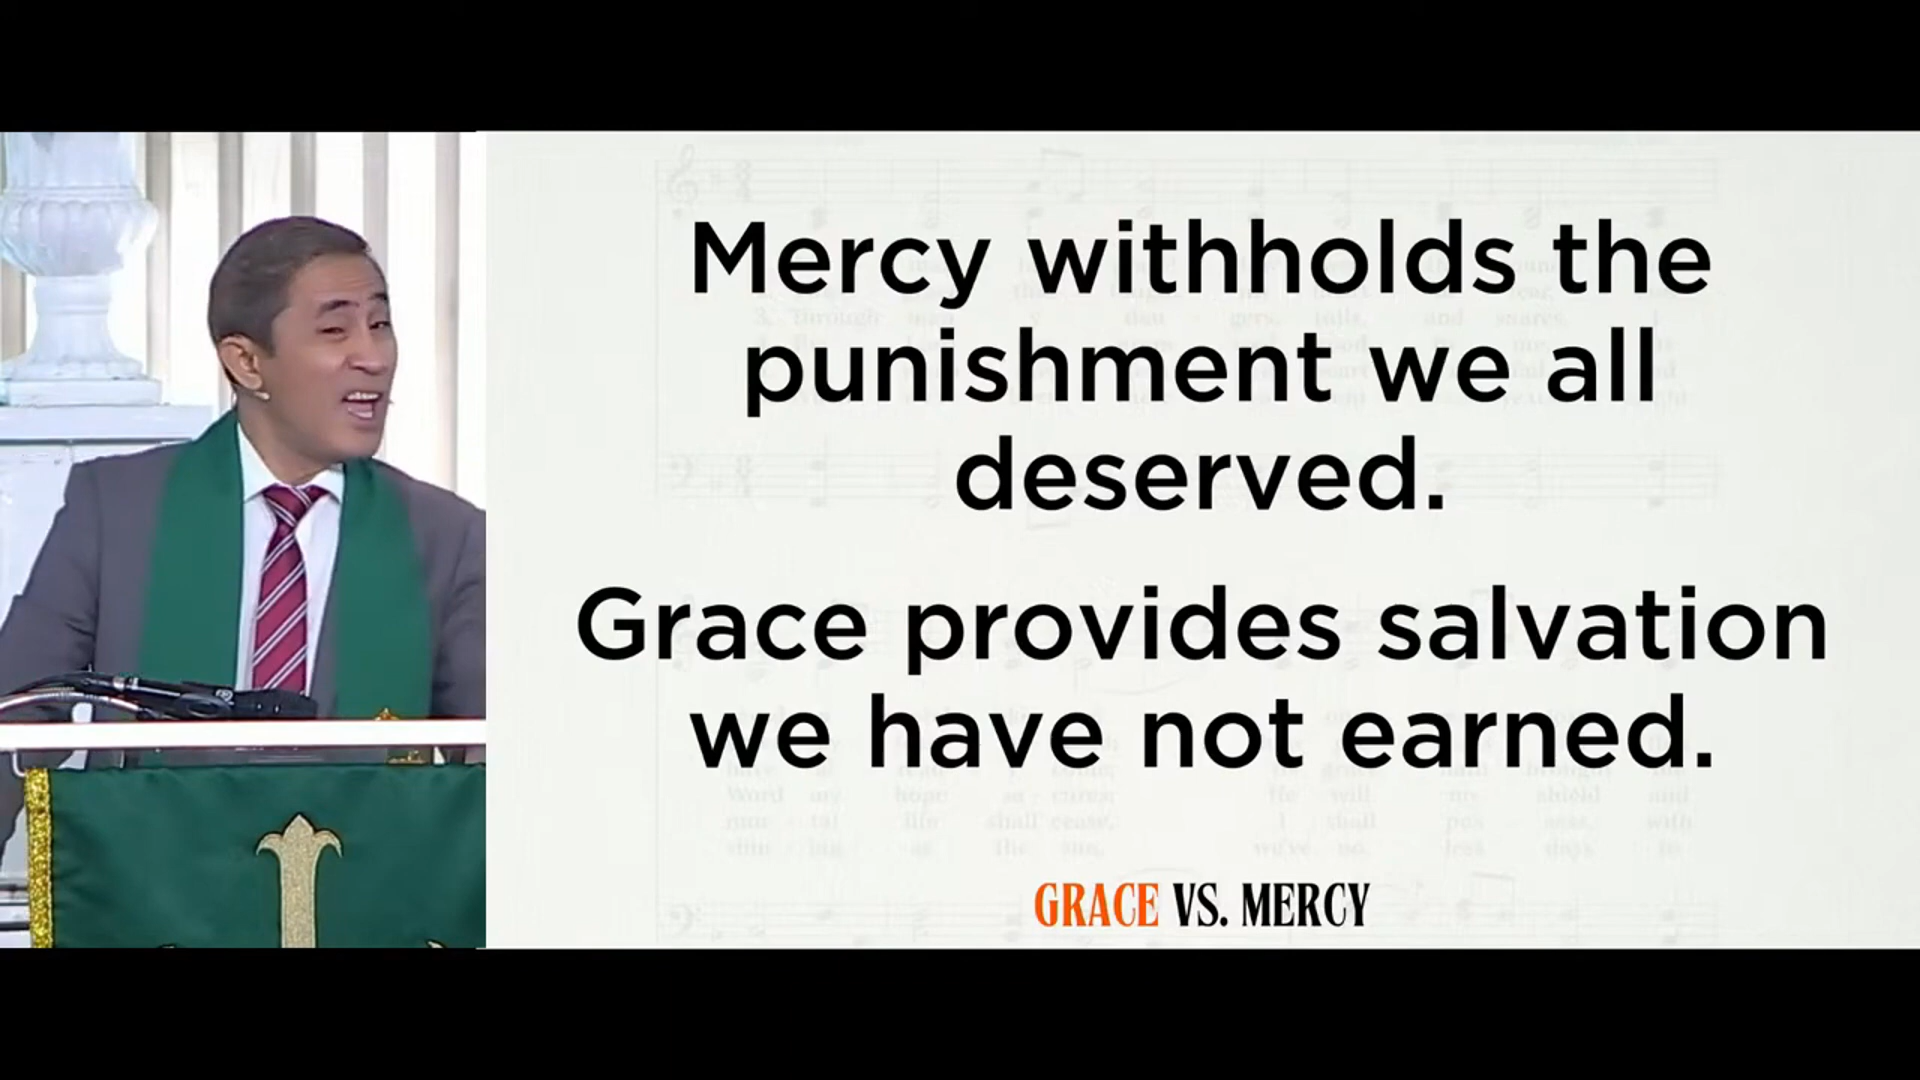 Mercy withholds the
punishment we all
deserved.
Grace provides salvation
we have not earned.
GRACE VS. MERCY